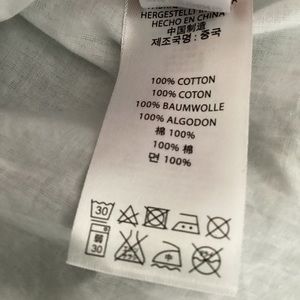 HERGESTELLT IN
HECHO EN CHINA
中国制造
제조국명: 중국
100% COTTON
100% COTON
100% BAUMWOLLE
100% ALGODON
棉 100%
100% 棉
면 100%
30
弱
30